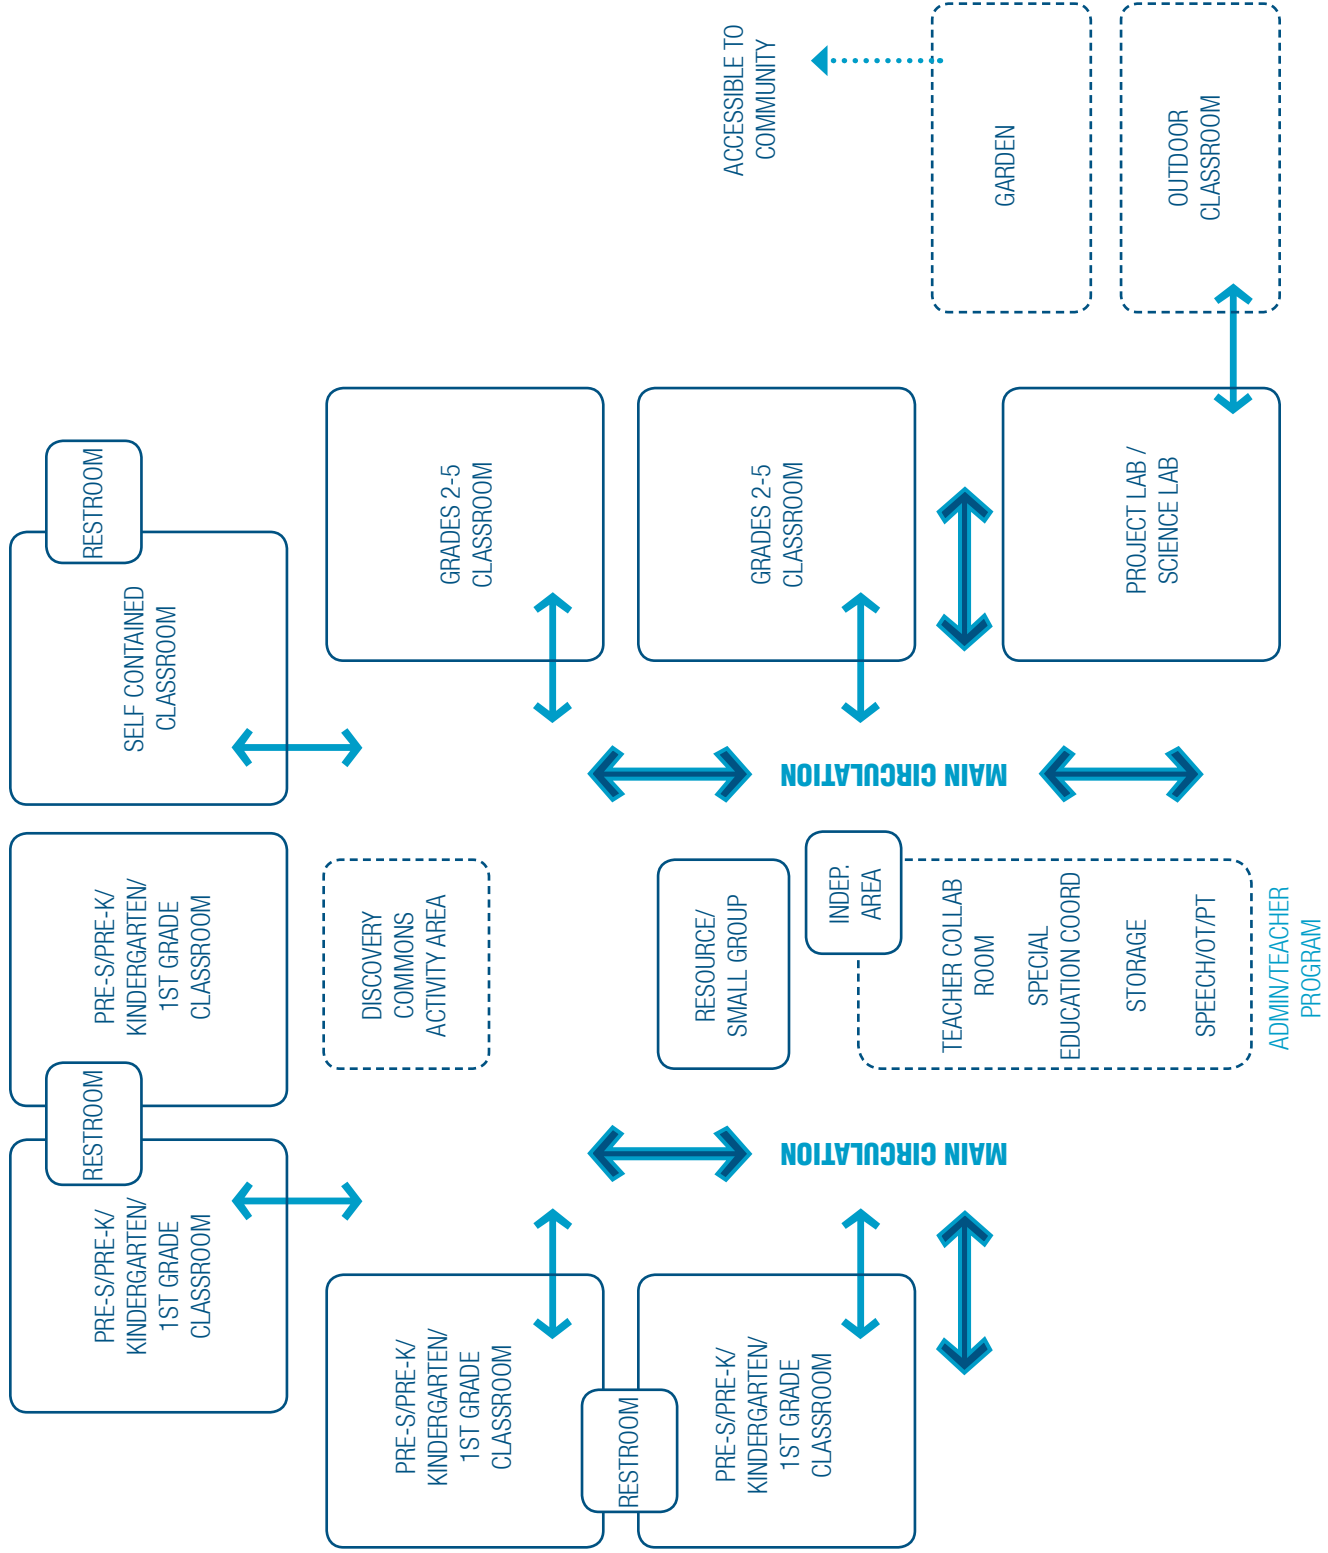 PRE-S/PRE-K/
KINDERGARTEN/
1ST GRADE
CLASSROOM
RESTROOM
PRE-S/PRE-K/
KINDERGARTEN/
1ST GRADE
CLASSROOM
SELF CONTAINED
CLASSROOM
RESTROOM
PRE-S/PRE-K/
KINDERGARTEN/
1ST GRADE
CLASSROOM
RESTROOM
PRE-S/PRE-K/
KINDERGARTEN/
1ST GRADE
CLASSROOM
DISCOVERY
COMMONS
ACTIVITY AREA
GRADES 2-5
CLASSROOM
GRADES 2-5
CLASSROOM
RESOURCE/
SMALL GROUP
MAIN CIRCULATION
MAIN CIRCULATION
INDEP.
AREA
TEACHER COLLAB
ROOM
SPECIAL
EDUCATION COORD
STORAGE
SPEECH/OT/PT
ADMIN/TEACHER
PROGRAM
PROJECT LAB /
SCIENCE LAB
ACCESSIBLE TO
COMMUNITY
GARDEN
OUTDOOR
CLASSROOM